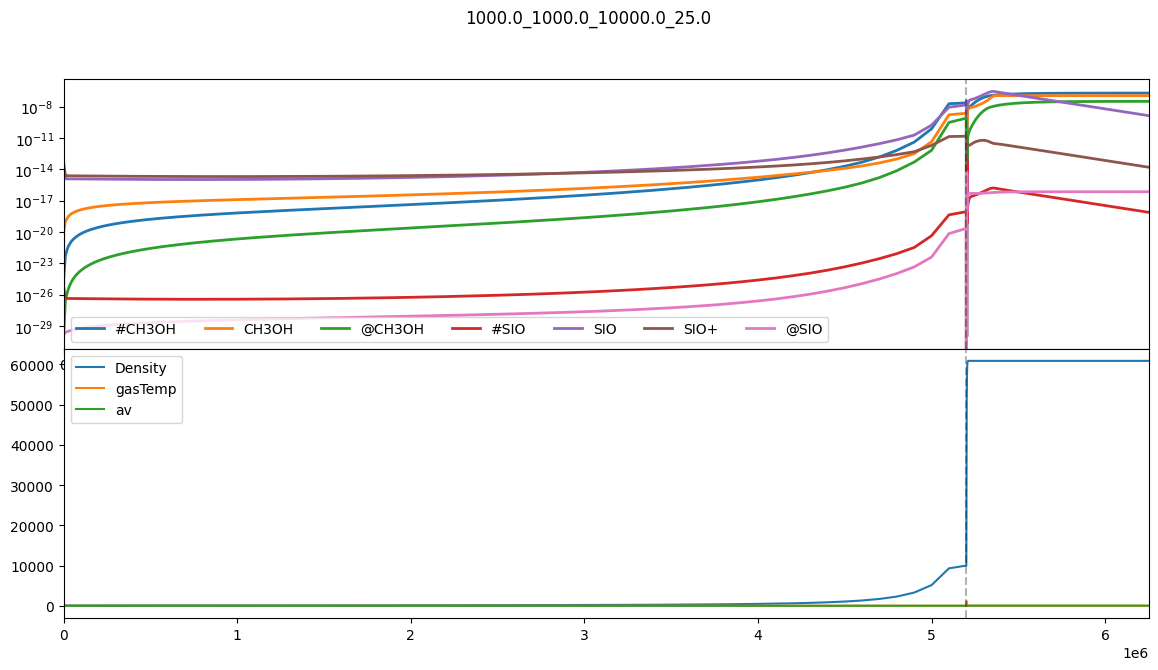 1000.0_1000.0_10000.0_25.0
10⁻⁸
10⁻¹¹
10⁻¹⁴
10⁻¹⁷
10⁻²⁰
10⁻²³
10⁻²⁶
10⁻²⁹
#CH3OH CH3OH @CH3OH #SIO SIO SIO+ @SIO
60000
50000
40000
30000
20000
10000
0
Density
gasTemp
av
0 1 2 3 4 5 6
1e6